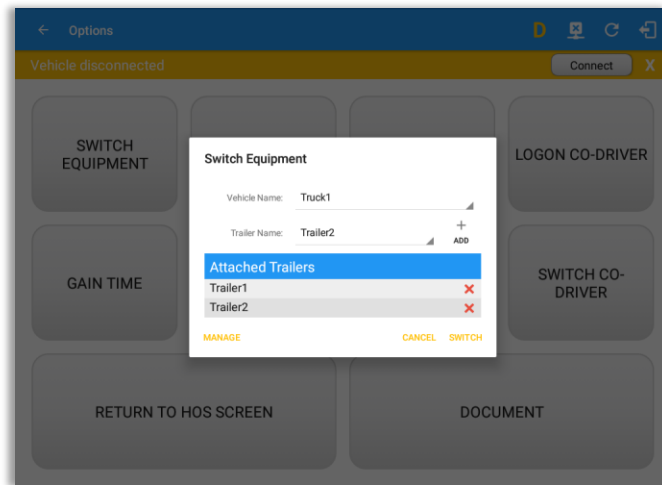 Options
D
Vehicle disconnected
Connect
X
SWITCH EQUIPMENT
LOGON CO-DRIVER
Switch Equipment
Vehicle Name: Truck1
Trailer Name: Trailer2
+
ADD
Attached Trailers
Trailer1
Trailer2
MANAGE
CANCEL
SWITCH
GAIN TIME
SWITCH CO-
DRIVER
RETURN TO HOS SCREEN
DOCUMENT